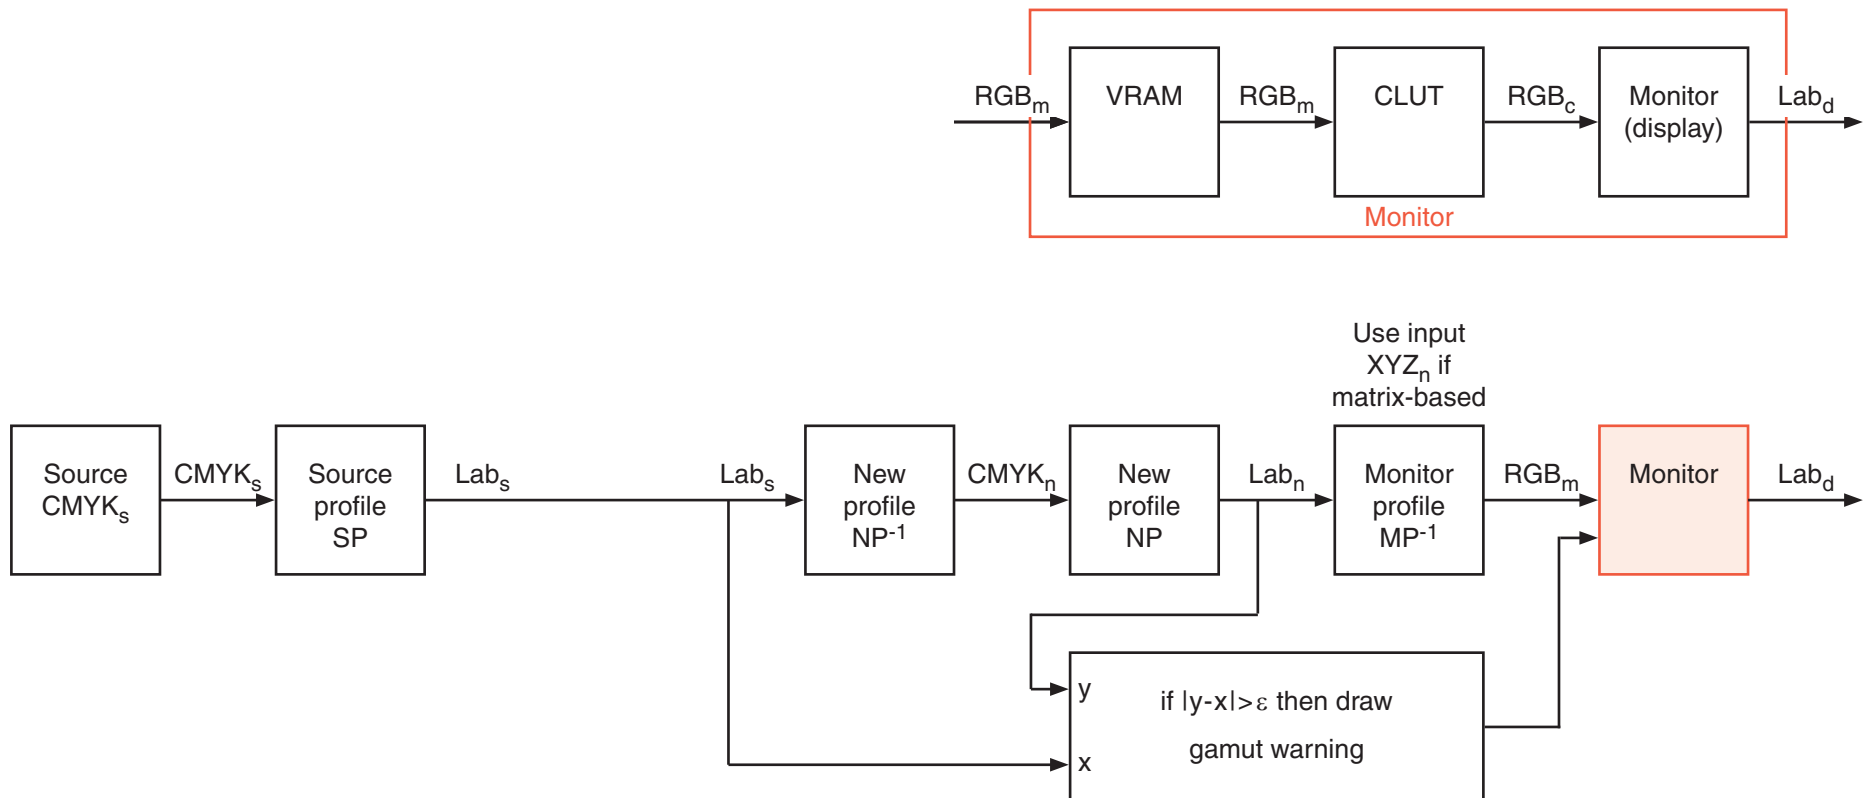 RGBm
VRAM
RGBm
CLUT
RGBc
Monitor
(display)
Labd
Monitor
Use input
XYZn if
matrix-based
Source
CMYKs
CMYKs
Source
profile
SP
Labs
Labs
New
profile
NP-1
CMYKn
New
profile
NP
Labn
Monitor
profile
MP-1
RGBm
Monitor
Labd
y
if |y-x|>ε then draw
gamut warning
x